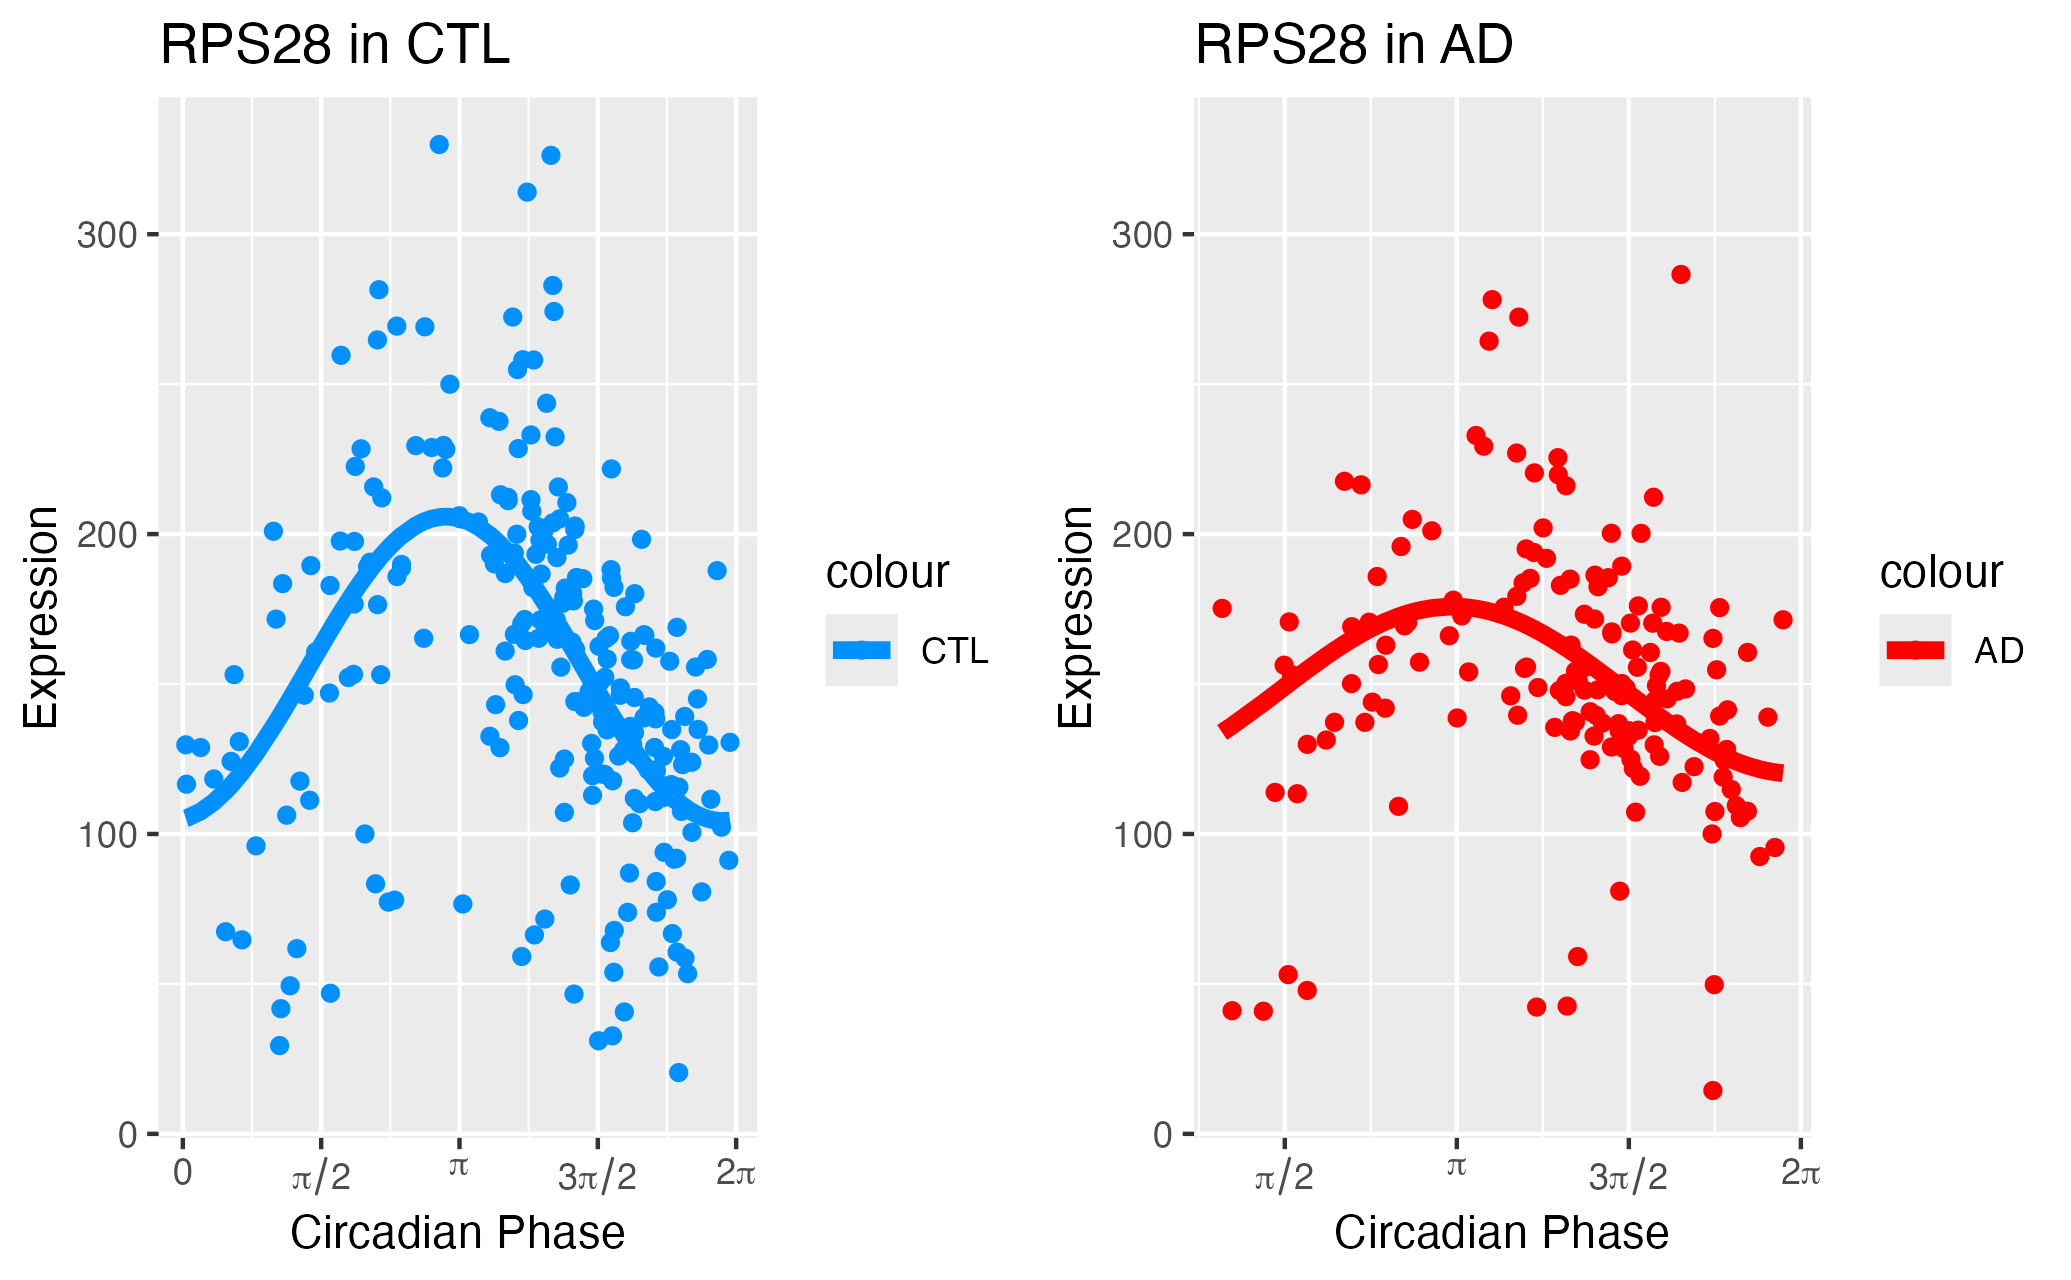 RPS28 in CTL
Expression
300
200
100
0
0
π/2
π
3π/2
2π
Circadian Phase
colour
CTL
RPS28 in AD
Expression
300
200
100
0
π/2
π
3π/2
2π
Circadian Phase
colour
AD